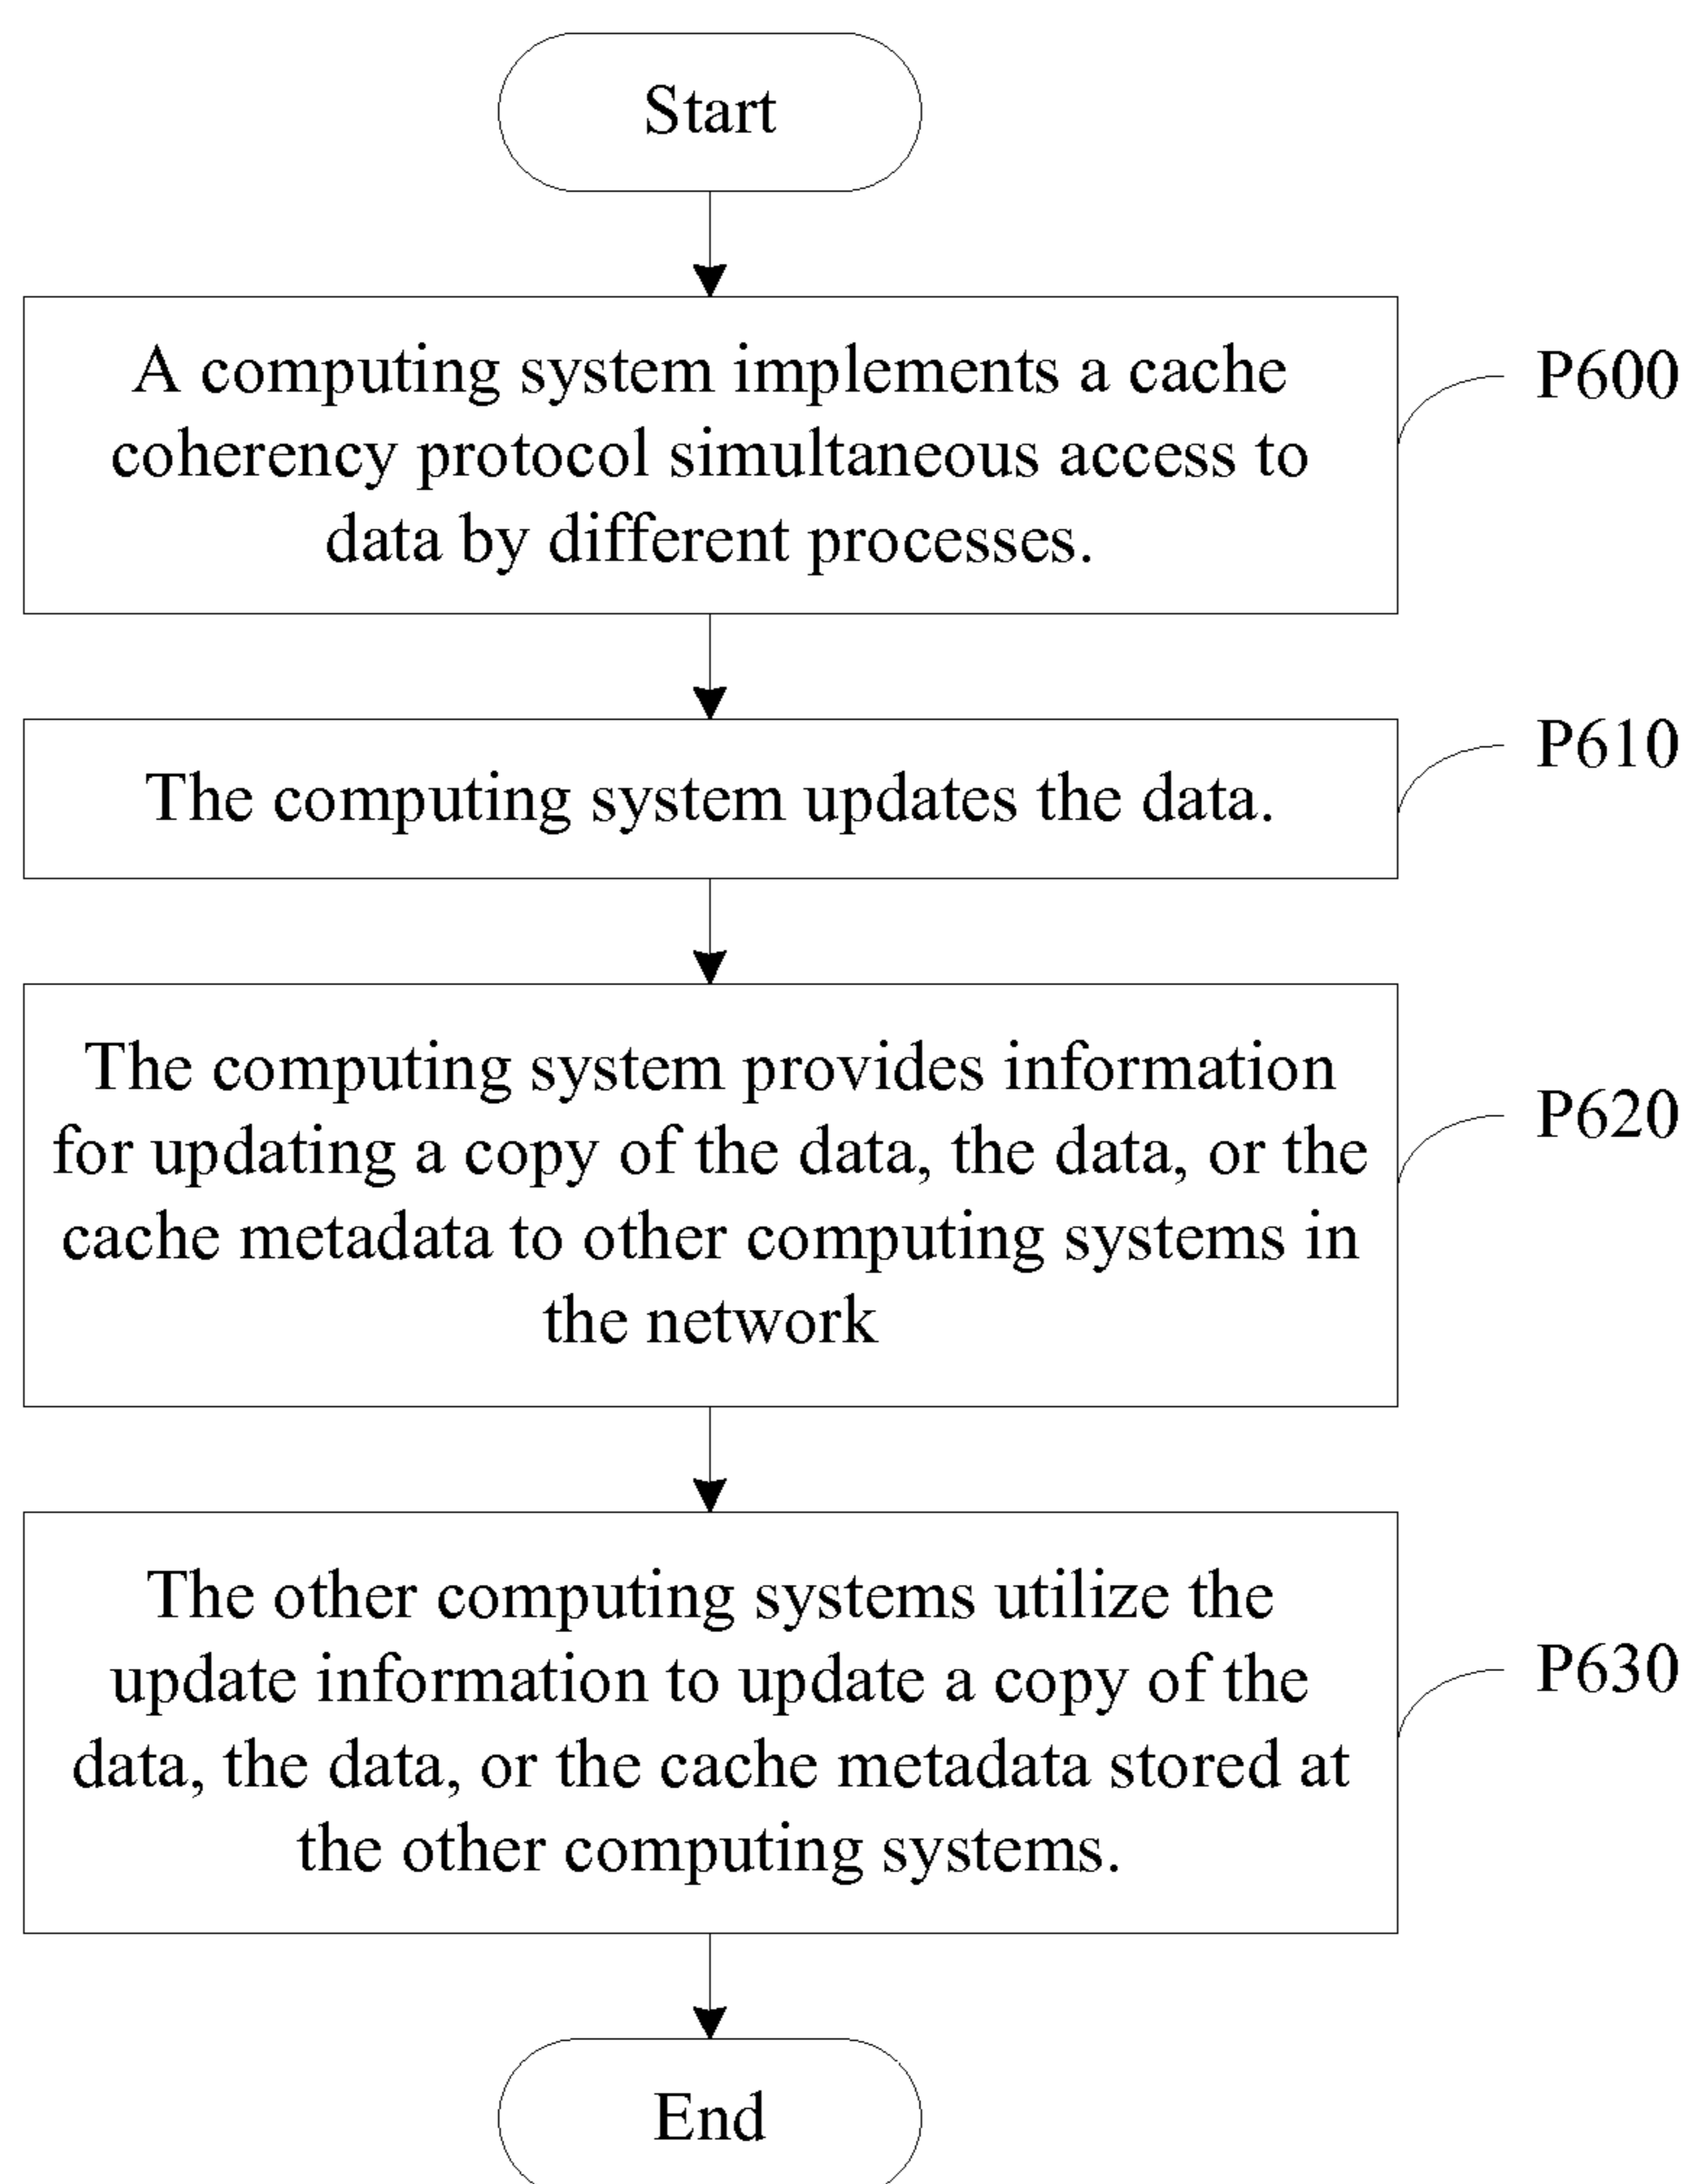 Start
A computing system implements a cache
coherency protocol simultaneous access to
data by different processes.
P600
The computing system updates the data.
P610
The computing system provides information
for updating a copy of the data, the data, or the
cache metadata to other computing systems in
the network
P620
The other computing systems utilize the
update information to update a copy of the
data, the data, or the cache metadata stored at
the other computing systems.
P630
End